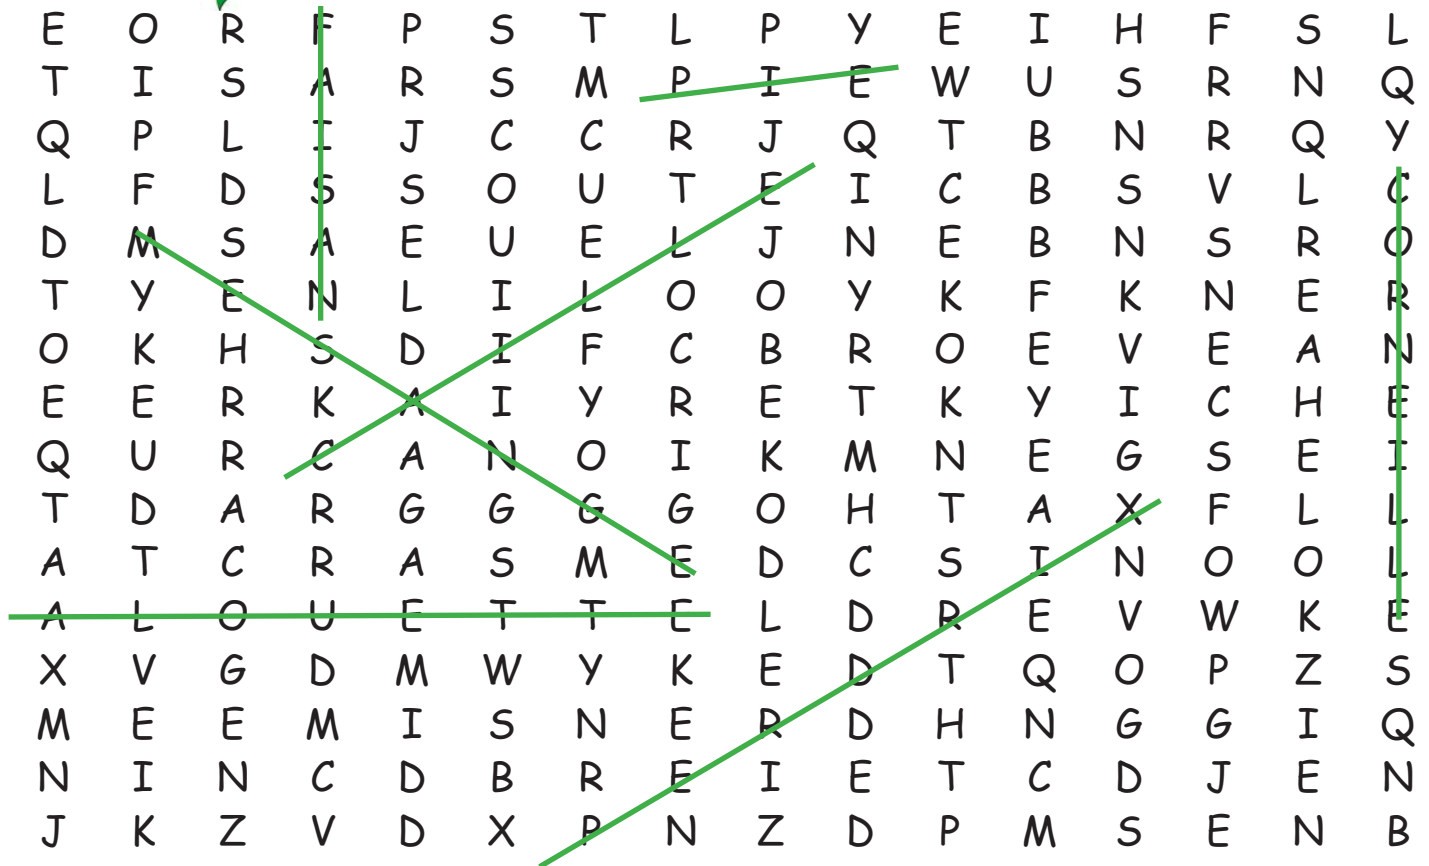 E O R F P S T L P Y E I H F S L
T I S A R S M P I E W U S R N Q
Q P L I J C C R J Q T B N R Q Y
L F D S S O U T E I C B S V L C
D M S A E U E L J N E B N S R O
T Y E N L I L O O Y K F K N E R
O K H S D I F C B R O E V E A N
E E R K A I Y R E T K Y I C H E
Q U R C A N O I K M N E G S E I
T D A R G G G G O H T A X F L L
A T C R A S M E D C S I N O O L
A L O U E T T E L D R E V W K E
X V G D M W Y K E D T Q O P Z S
M E E M I S N E R D H N G G I Q
N I N C D B R E I E T C D J E N
J K Z V D X P N Z D P M S E N B